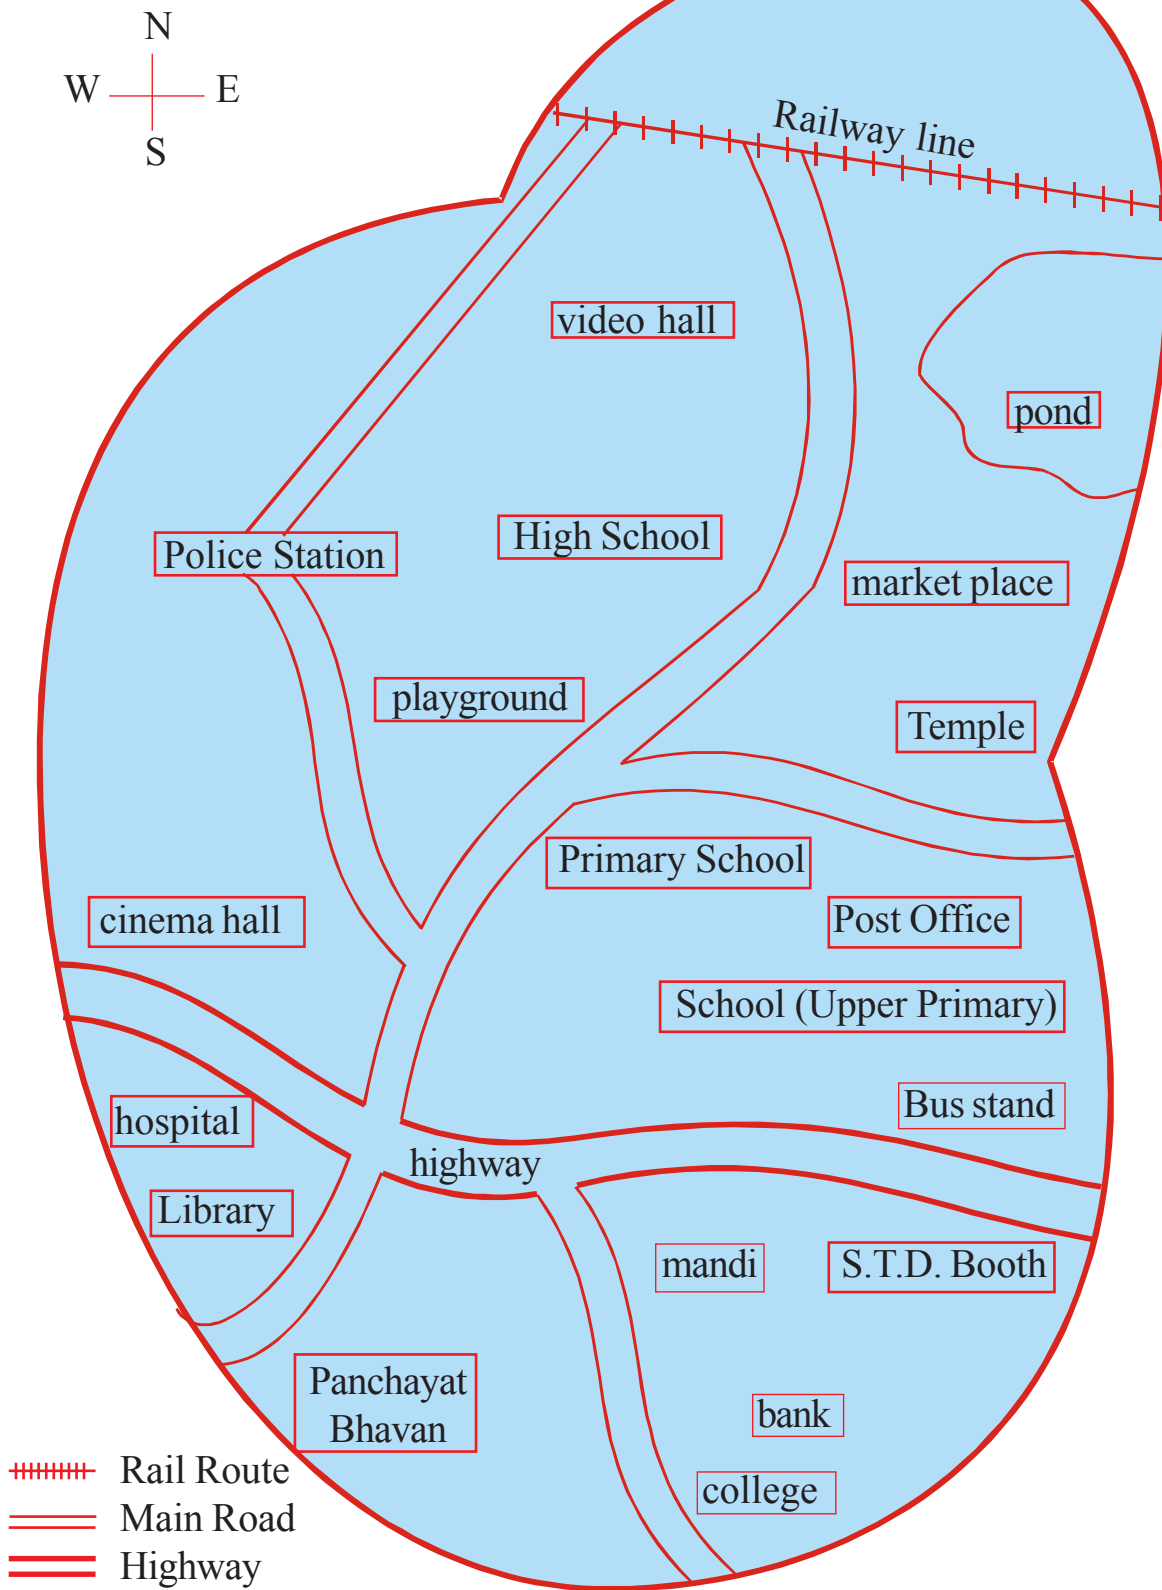 N
W E
S
Railway line
video hall
pond
High School
Police Station
market place
playground
Temple
Primary School
cinema hall
Post Office
School (Upper Primary)
Bus stand
hospital
highway
Library
mandi
S.T.D. Booth
Panchayat
Bhavan
bank
college
Rail Route
Main Road
Highway